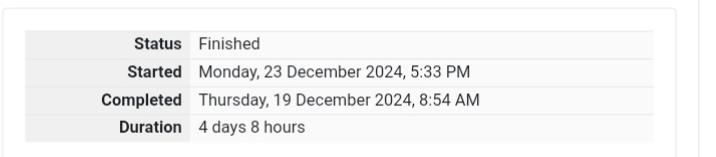 Status Finished
Started Monday, 23 December 2024, 5:33 PM
Completed Thursday, 19 December 2024, 8:54 AM
Duration 4 days 8 hours